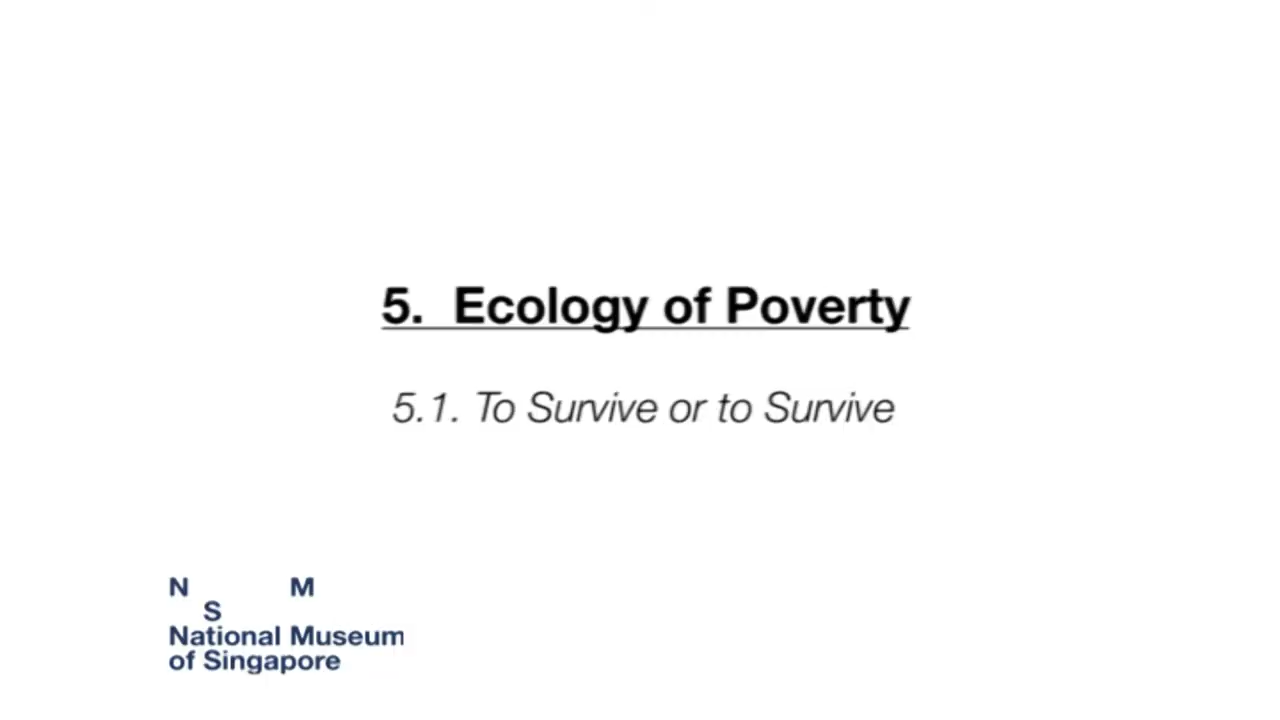 5. Ecology of Poverty
5.1. To Survive or to Survive
N M
S
National Museum
of Singapore